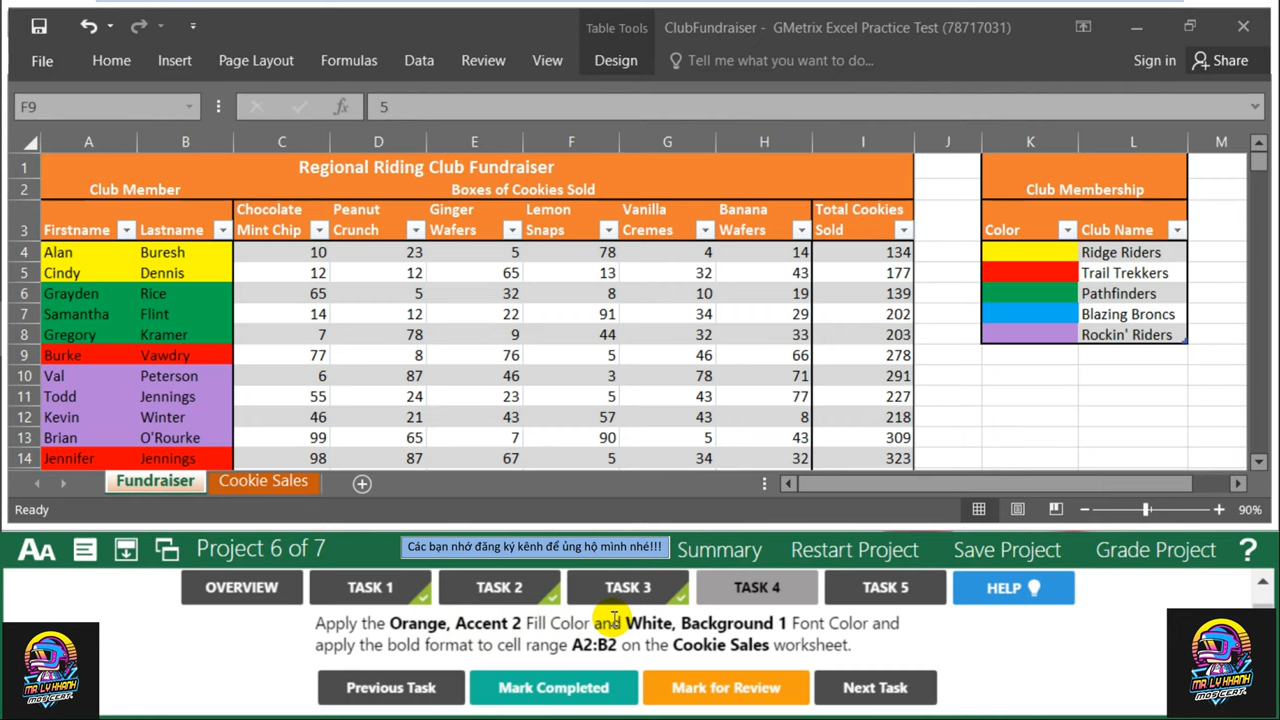 Table Tools
ClubFundraiser - GMetrix Excel Practice Test (78717031)
File Home Insert Page Layout Formulas Data Review View Design Tell me what you want to do... Sign in Share
F9 fx 5
A B C D E F G H I J K L M
1 Regional Riding Club Fundraiser
2 Club Member Boxes of Cookies Sold Club Membership
Chocolate Peanut Ginger Lemon Vanilla Banana Total Cookies
3 Firstname Lastname Mint Chip Crunch Wafers Snaps Cremes Wafers Sold Color Club Name
4 Alan Buresh 10 23 5 78 4 14 134 Ridge Riders
5 Cindy Dennis 12 12 65 13 32 43 177 Trail Trekkers
6 Grayden Rice 65 5 32 8 10 19 139 Pathfinders
7 Samantha Flint 14 12 22 91 34 29 202 Blazing Broncs
8 Gregory Kramer 7 78 9 44 32 33 203 Rockin' Riders
9 Burke Vawdry 77 8 76 5 46 66 278
10 Val Peterson 6 87 46 3 78 71 291
11 Todd Jennings 55 24 23 5 43 77 227
12 Kevin Winter 46 21 43 57 43 8 218
13 Brian O'Rourke 99 65 7 90 5 43 309
14 Jennifer Jennings 98 87 67 5 34 32 323
Fundraiser Cookie Sales
Ready 90%
AA Project 6 of 7 Các bạn nhớ đăng ký kênh để ủng hộ mình nhé!!! Summary Restart Project Save Project Grade Project ?
OVERVIEW TASK 1 TASK 2 TASK 3 TASK 4 TASK 5 HELP
Apply the Orange, Accent 2 Fill Color and White, Background 1 Font Color and
apply the bold format to cell range A2:B2 on the Cookie Sales worksheet.
Previous Task Mark Completed Mark for Review Next Task
MR LY KHANH
MOS CERT.
MR LY KHANH
MOS CERT.